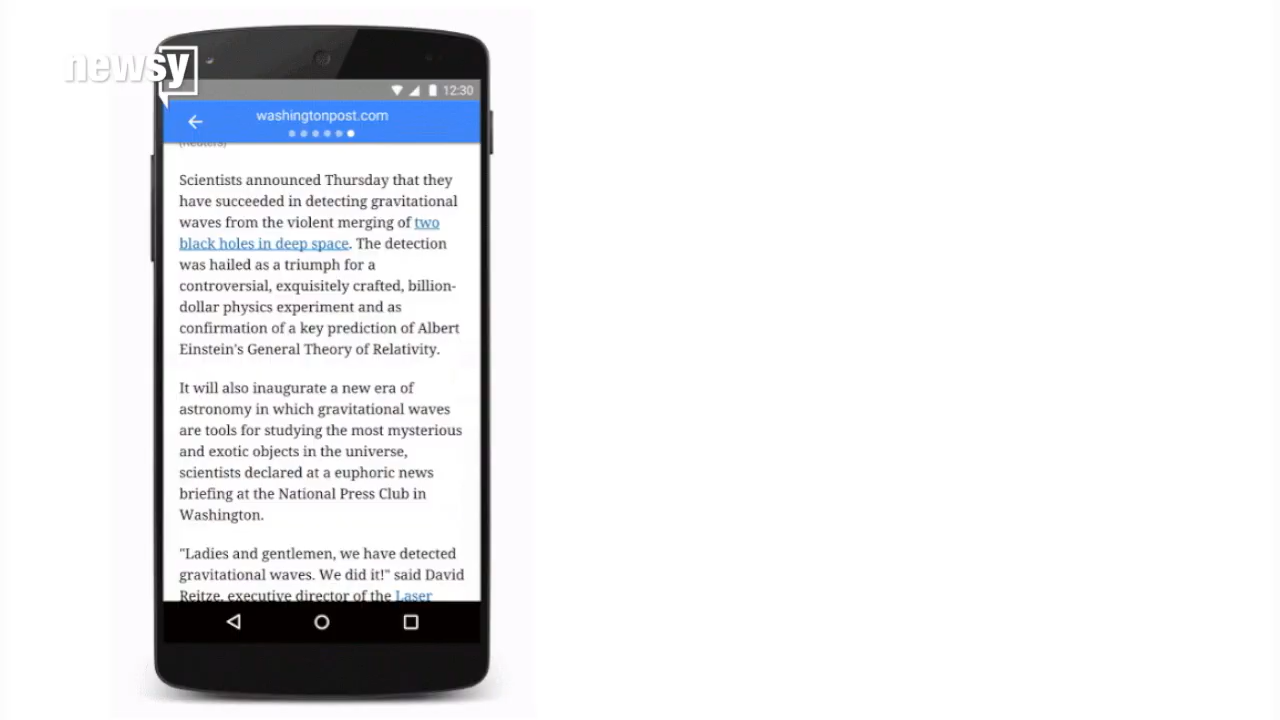 newsy
12:30
washingtonpost.com
(Reuters)
Scientists announced Thursday that they
have succeeded in detecting gravitational
waves from the violent merging of two
black holes in deep space. The detection
was hailed as a triumph for a
controversial, exquisitely crafted, billion-
dollar physics experiment and as
confirmation of a key prediction of Albert
Einstein's General Theory of Relativity.
It will also inaugurate a new era of
astronomy in which gravitational waves
are tools for studying the most mysterious
and exotic objects in the universe,
scientists declared at a euphoric news
briefing at the National Press Club in
Washington.
"Ladies and gentlemen, we have detected
gravitational waves. We did it!" said David
Reitze, executive director of the Laser